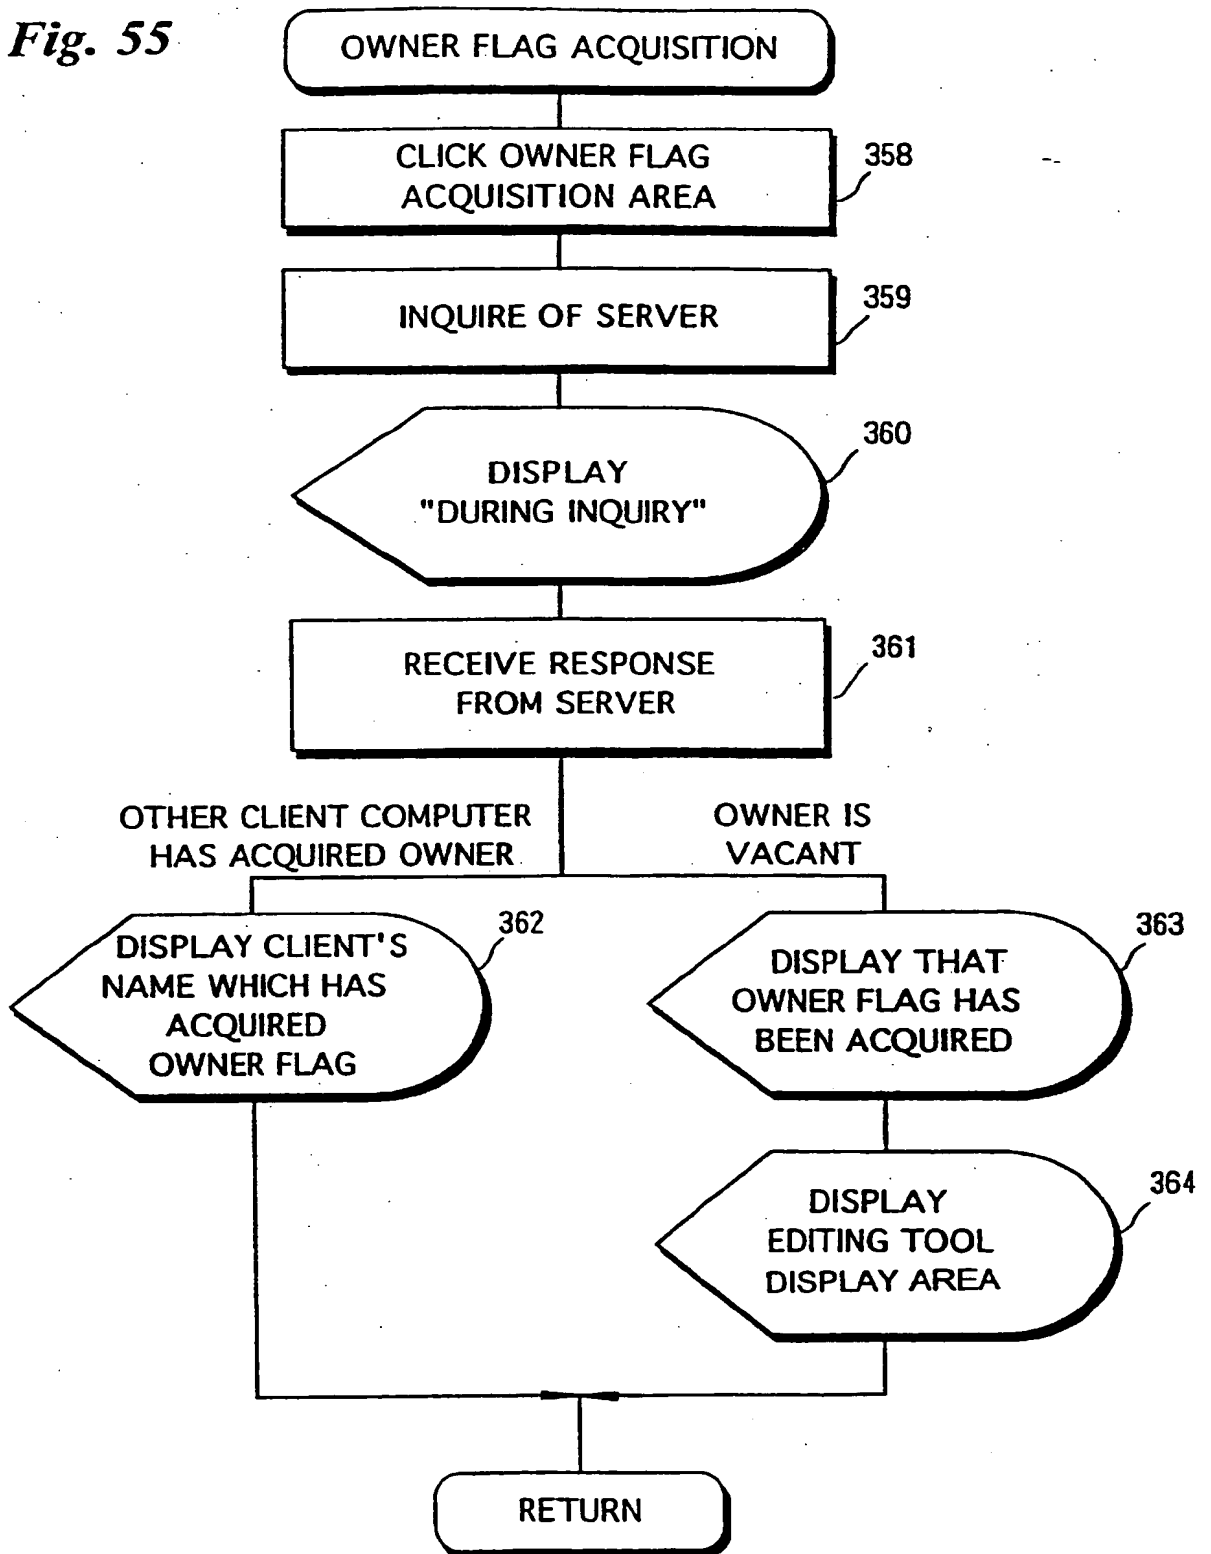 Fig. 55
OWNER FLAG ACQUISITION
CLICK OWNER FLAG
ACQUISITION AREA
358
INQUIRE OF SERVER
359
DISPLAY
"DURING INQUIRY"
360
RECEIVE RESPONSE
FROM SERVER
361
OTHER CLIENT COMPUTER
HAS ACQUIRED OWNER
OWNER IS
VACANT
DISPLAY CLIENT'S
NAME WHICH HAS
ACQUIRED
OWNER FLAG
362
DISPLAY THAT
OWNER FLAG HAS
BEEN ACQUIRED
363
DISPLAY
EDITING TOOL
DISPLAY AREA
364
RETURN